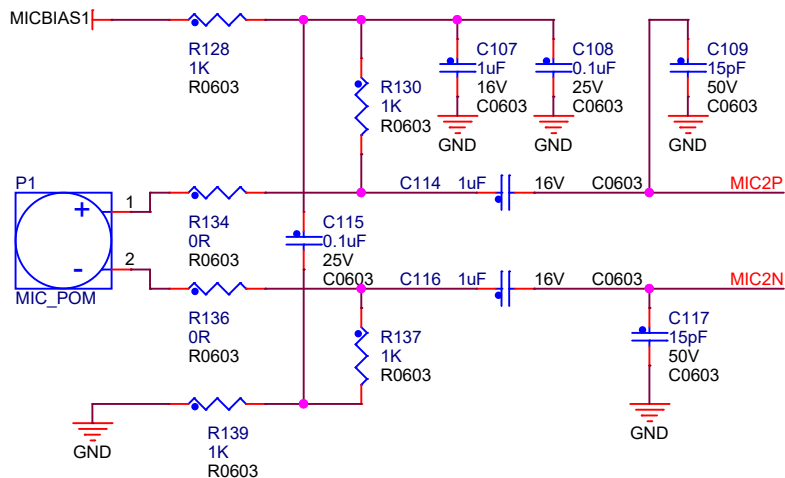 MICBIAS1
R128
1K
R0603
R130
1K
R0603
C107
1uF
16V
C0603
GND
C108
0.1uF
25V
C0603
GND
C109
15pF
50V
C0603
GND
P1
+
1
-
2
MIC_POM
R134
0R
R0603
C114 1uF 16V C0603
MIC2P
C115
0.1uF
25V
C0603
R136
0R
R0603
C116 1uF 16V C0603
MIC2N
R137
1K
R0603
C117
15pF
50V
C0603
GND
R139
1K
R0603
GND